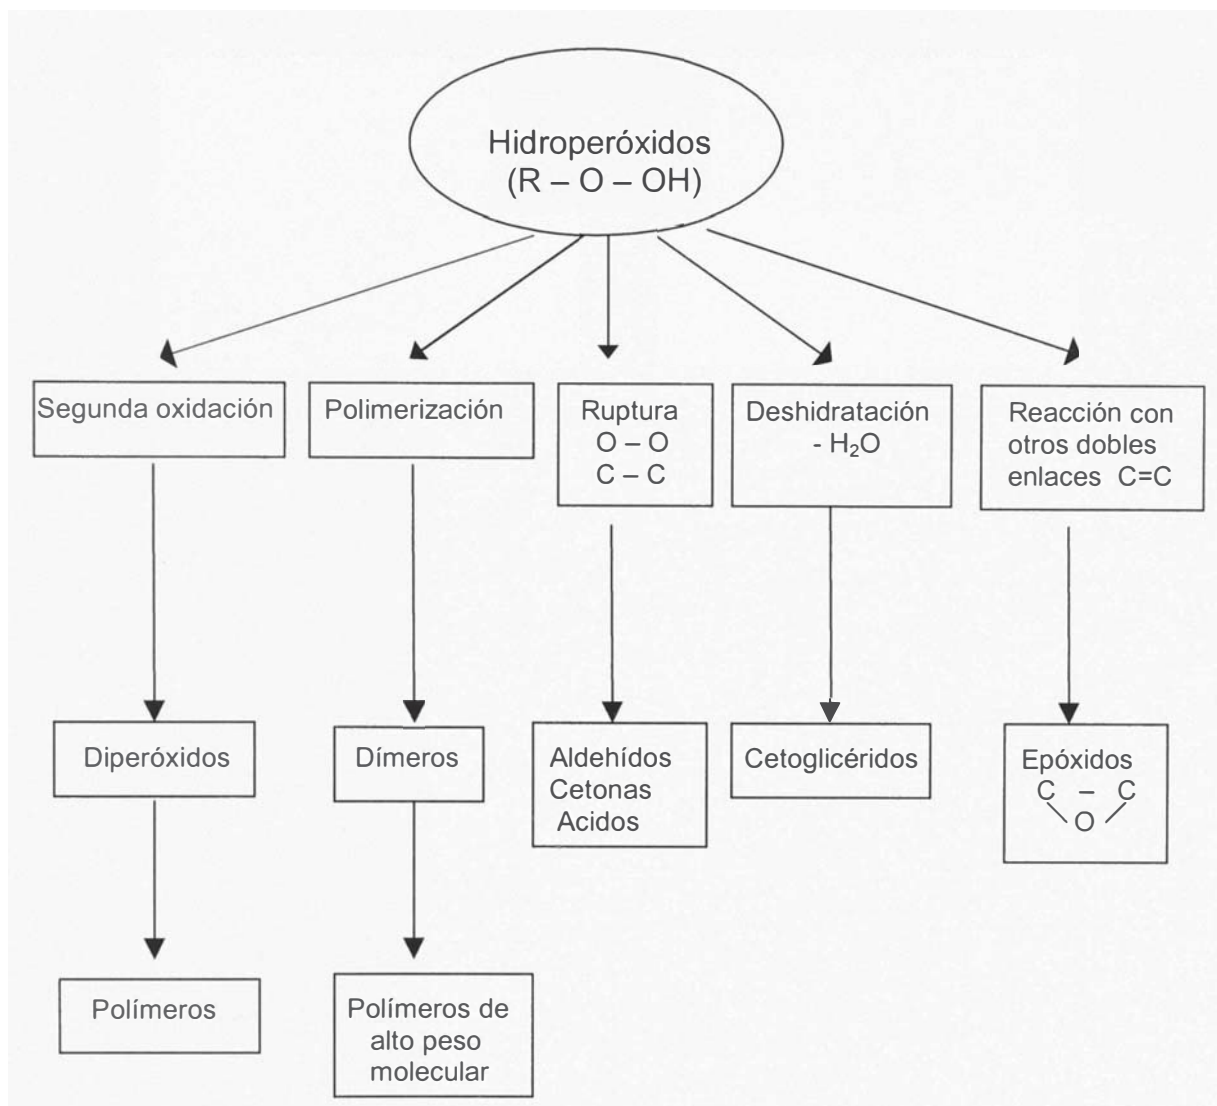 Hidroperóxidos
(R – O – OH)
Segunda oxidación
Polimerización
Ruptura
O – O
C – C
Deshidratación
- H₂O
Reacción con
otros dobles
enlaces C=C
Diperóxidos
Dímeros
Aldehídos
Cetonas
Acidos
Cetoglicéridos
Epóxidos
C – C
O
Polímeros
Polímeros de
alto peso
molecular